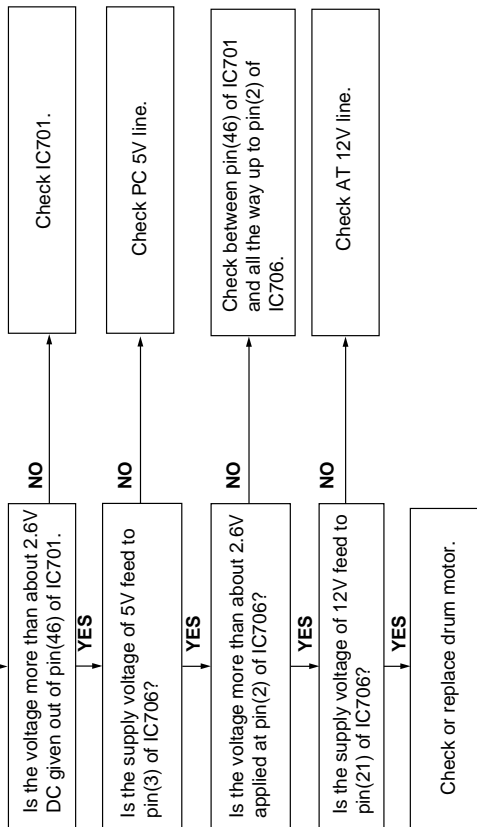 Is the voltage more than about 2.6V
DC given out of pin(46) of IC701.
NO
Check IC701.
YES
Is the supply voltage of 5V feed to
pin(3) of IC706?
NO
Check PC 5V line.
YES
Is the voltage more than about 2.6V
applied at pin(2) of IC706?
NO
Check between pin(46) of IC701
and all the way up to pin(2) of
IC706.
YES
Is the supply voltage of 12V feed to
pin(21) of IC706?
NO
Check AT 12V line.
YES
Check or replace drum motor.